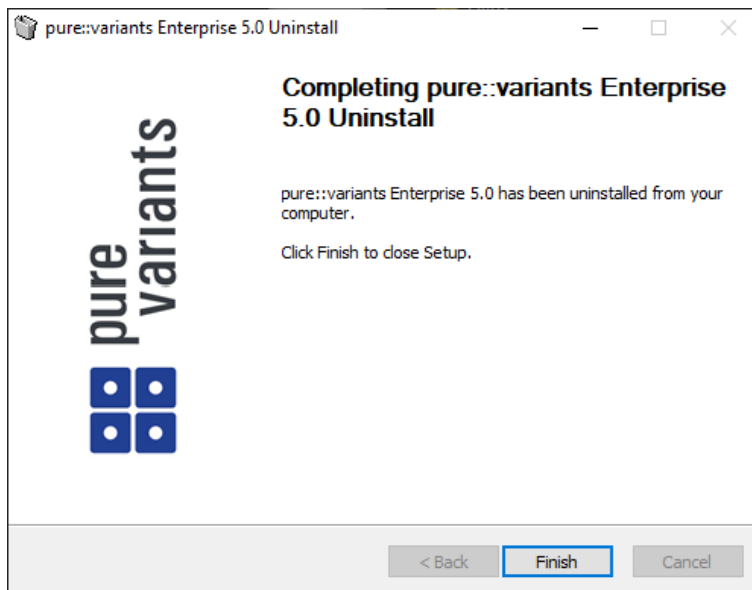 pure::variants Enterprise 5.0 Uninstall
Completing pure::variants Enterprise
5.0 Uninstall
pure
variants
pure::variants Enterprise 5.0 has been uninstalled from your
computer.
Click Finish to close Setup.
< Back
Finish
Cancel